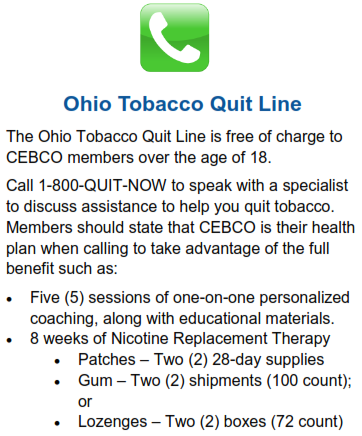 Ohio Tobacco Quit Line
The Ohio Tobacco Quit Line is free of charge to
CEBCO members over the age of 18.
Call 1-800-QUIT-NOW to speak with a specialist
to discuss assistance to help you quit tobacco.
Members should state that CEBCO is their health
plan when calling to take advantage of the full
benefit such as:
• Five (5) sessions of one-on-one personalized
coaching, along with educational materials.
• 8 weeks of Nicotine Replacement Therapy
• Patches – Two (2) 28-day supplies
• Gum – Two (2) shipments (100 count);
or
• Lozenges – Two (2) boxes (72 count)